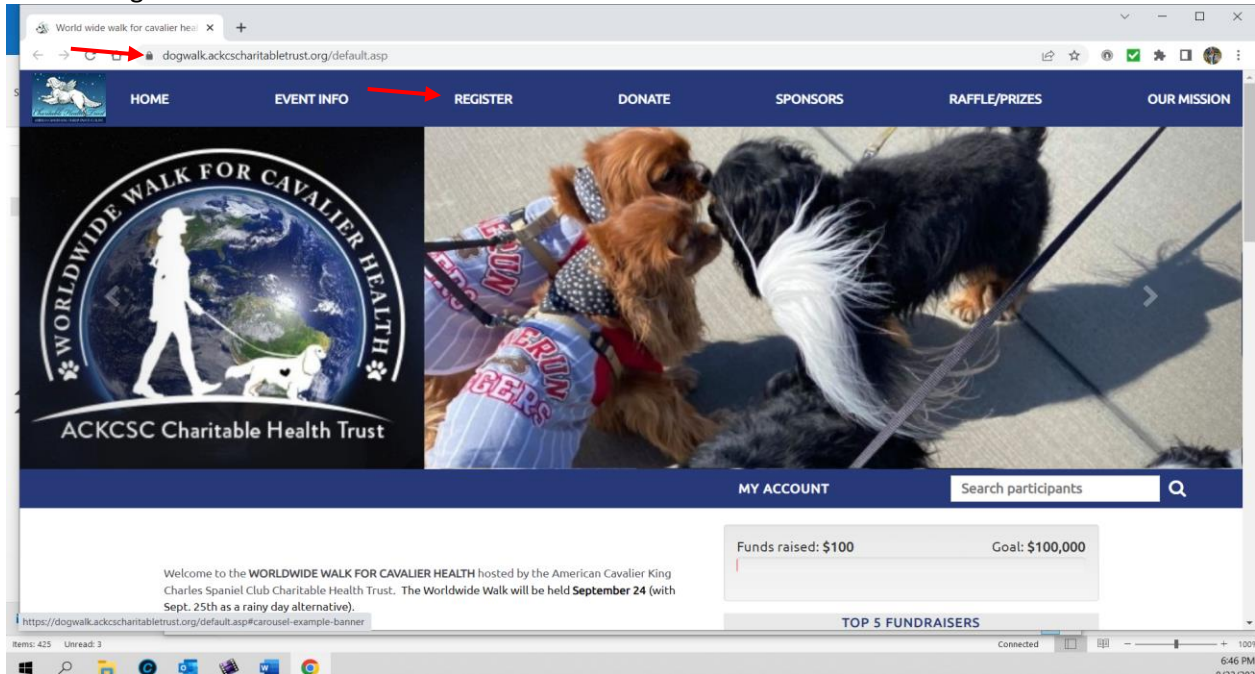 World wide walk for cavalier heal
dogwalk.ackcscharitabletrust.org/default.asp
HOME EVENT INFO REGISTER DONATE SPONSORS RAFFLE/PRIZES OUR MISSION
WORLDWIDE WALK FOR CAVALIER HEALTH
ACKCSC Charitable Health Trust
MY ACCOUNT Search participants
Funds raised: $100 Goal: $100,000
Welcome to the WORLDWIDE WALK FOR CAVALIER HEALTH hosted by the American Cavalier King
Charles Spaniel Club Charitable Health Trust. The Worldwide Walk will be held September 24 (with
Sept. 25th as a rainy day alternative).
TOP 5 FUNDRAISERS
https://dogwalk.ackcscharitabletrust.org/default.asp#carousel-example-banner
Items: 425 Unread: 3 Connected
6:46 PM